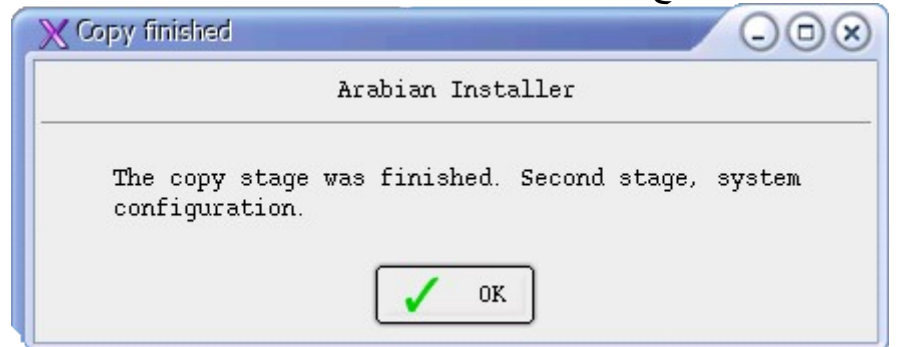 Copy finished
Arabian Installer
The copy stage was finished. Second stage, system
configuration.
OK